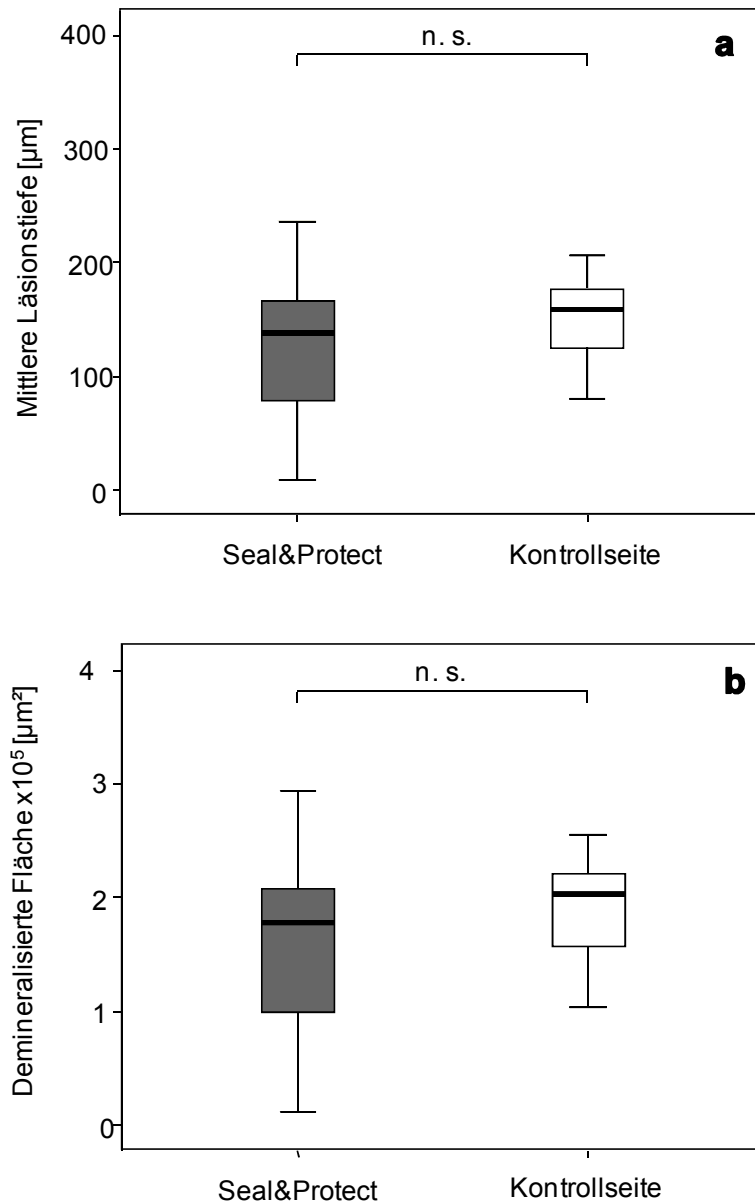 400
n. s.
a
300
200
100
0
Mittlere Läsionstiefe [µm]
Seal&Protect
Kontrollseite
4
n. s.
b
3
2
1
0
Demineralisierte Fläche x10⁵ [µm²]
Seal&Protect
Kontrollseite